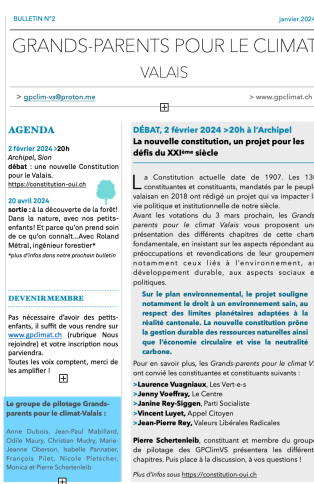 BULLETIN N°2
janvier 2024
GRANDS-PARENTS POUR LE CLIMAT
VALAIS
> gpclim-vs@proton.me
> www.gpclimat.ch
AGENDA
2 février 2024 >20h
Archipel, Sion
débat : une nouvelle Constitution
pour le Valais.
https://constitution-oui.ch
20 avril 2024
sortie : à la découverte de la forêt!
Dans la nature, avec nos petits-
enfants! Et parce qu'on prend soin
de ce qu'on connaît...Avec Roland
Métral, ingénieur forestier*
*plus d'infos dans notre prochain bulletin
DEVENIR MEMBRE
Pas nécessaire d'avoir des petits-
enfants, il suffit de vous rendre sur
www.gpclimat.ch (rubrique Nous
rejoindre) et votre inscription nous
parviendra.
Toutes les voix comptent, merci de
les amplifier !
Le groupe de pilotage Grands-
parents pour le climat-Valais :
Anne Dubois, Jean-Paul Mabillard,
Odile Maury, Christian Mudry, Marie-
Jeanne Oberson, Isabelle Pannatier,
François Pilet, Nicole Pistecher,
Monica et Pierre Schertenleib
DÉBAT, 2 février 2024 >20h à l'Archipel
La nouvelle constitution, un projet pour les
défis du XXIème siècle
La Constitution actuelle date de 1907. Les 130
constituantes et constituants, mandatés par le peuple
valaisan en 2018 ont rédigé un projet qui va impacter la
vie politique et institutionnelle de notre siècle.
Avant les votations du 3 mars prochain, les Grands-
parents pour le climat Valais vous proposent une
présentation des différents chapitres de cette charte
fondamentale, en insistant sur les aspects répondant aux
préoccupations et revendications de leur groupement,
notamment ceux liés à l'environnement, au
développement durable, aux aspects sociaux et
politiques.
Sur le plan environnemental, le projet souligne
notamment le droit à un environnement sain, au
respect des limites planétaires adaptées à la
réalité cantonale. La nouvelle constitution prône
la gestion durable des ressources naturelles ainsi
que l'économie circulaire et vise la neutralité
carbone.
Pour en savoir plus, les Grands-parents pour le climat VS
ont convié les constituantes et constituants suivants :
>Laurence Vuagniaux, Les Vert-e-s
>Jenny Voeffray, Le Centre
>Janine Rey-Siggen, Parti Socialiste
>Vincent Luyet, Appel Citoyen
>Jean-Pierre Rey, Valeurs Libérales Radicales
Pierre Schertenleib, constituant et membre du groupe
de pilotage des GPClimVS présentera les différents
chapitres. Puis place à la discussion, à vos questions !
Plus d'infos sous https://constitution-oui.ch